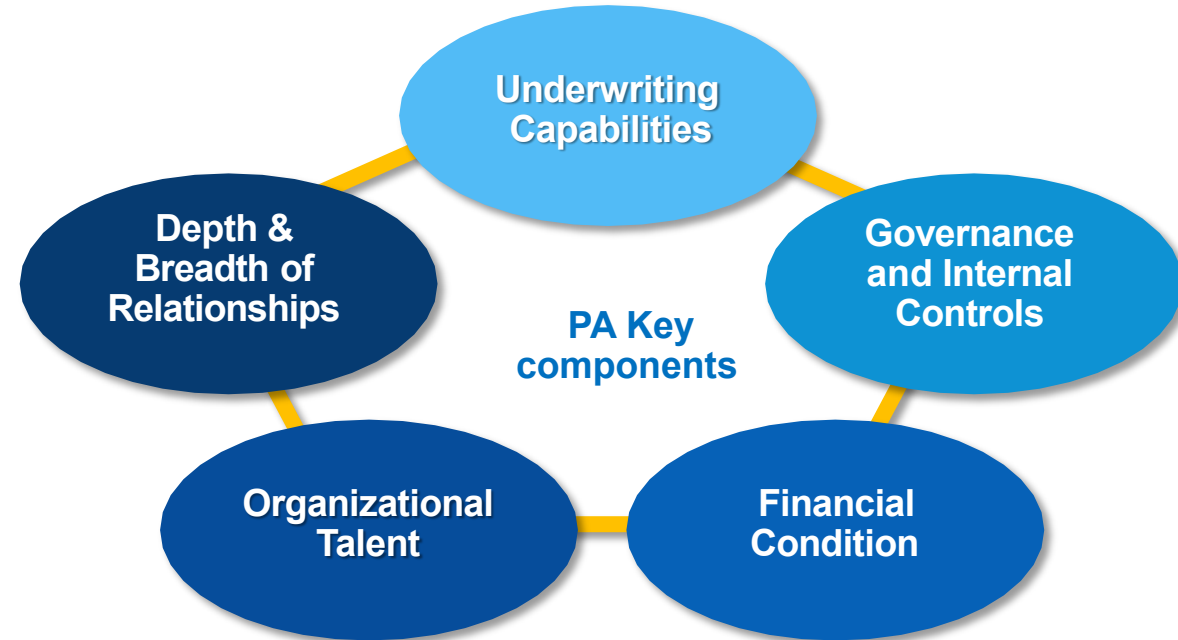 Underwriting
Capabilities
Depth &
Breadth of
Relationships
Governance
and Internal
Controls
PA Key
components
Organizational
Talent
Financial
Condition